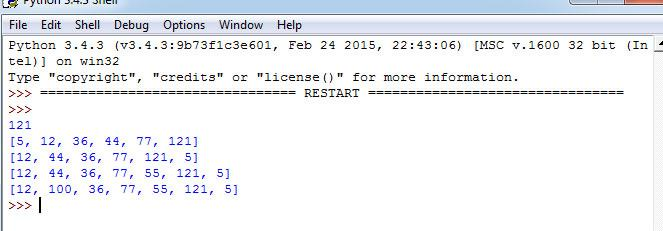 Python 3.4.3 Shell
File Edit Shell Debug Options Window Help
Python 3.4.3 (v3.4.3:9b73f1c3e601, Feb 24 2015, 22:43:06) [MSC v.1600 32 bit (In
tel)] on win32
Type "copyright", "credits" or "license()" for more information.
>>> ================================ RESTART ================================
>>>
121
[5, 12, 36, 44, 77, 121]
[12, 44, 36, 77, 121, 5]
[12, 44, 36, 77, 55, 121, 5]
[12, 100, 36, 77, 55, 121, 5]
>>>